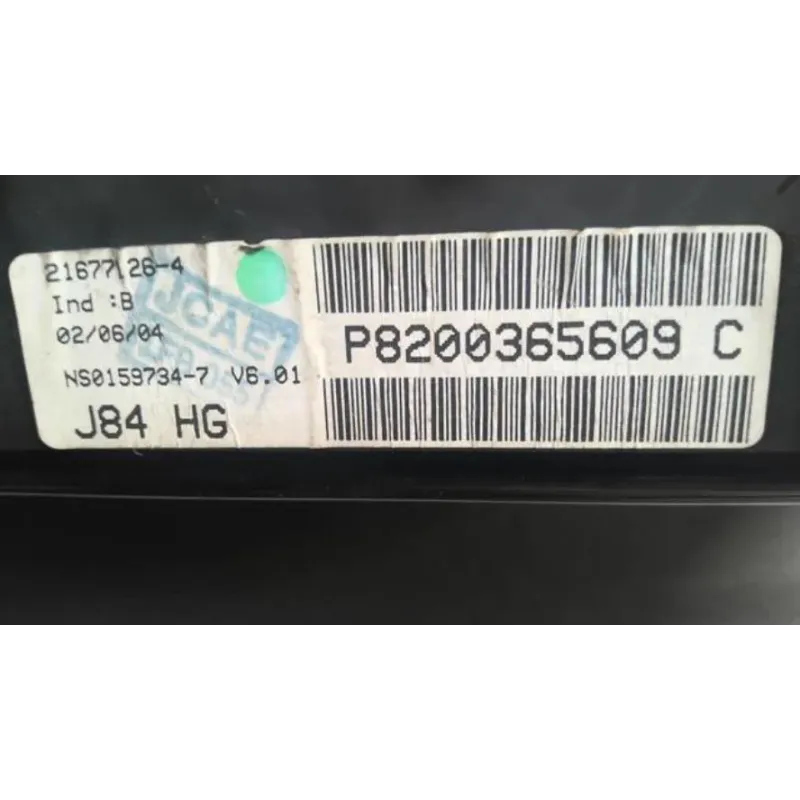 21677126-4
Ind :B
02/06/04
NS0159734-7 V6.01
J84 HG
JCAE
P8200365609 C